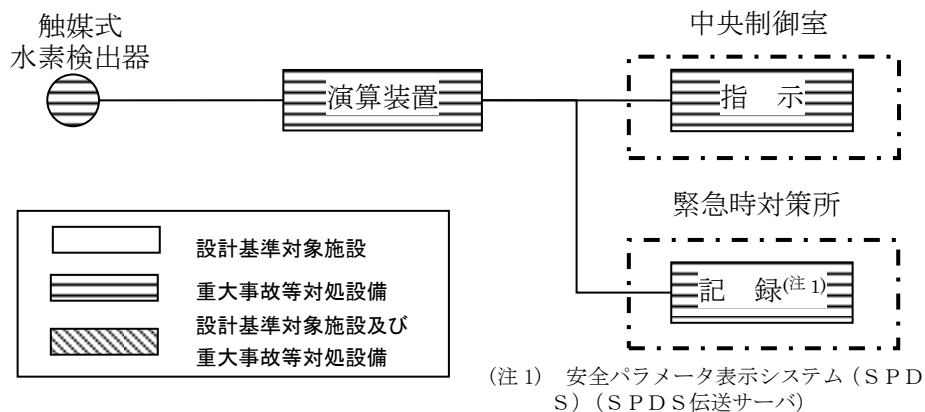 触媒式
水素検出器
演算装置
中央制御室
指　示
緊急時対策所
記　録(注1)
設計基準対象施設
重大事故等対処設備
設計基準対象施設及び
重大事故等対処設備
(注1)　安全パラメータ表示システム（ＳＰＤ
Ｓ）（ＳＰＤＳ伝送サーバ）